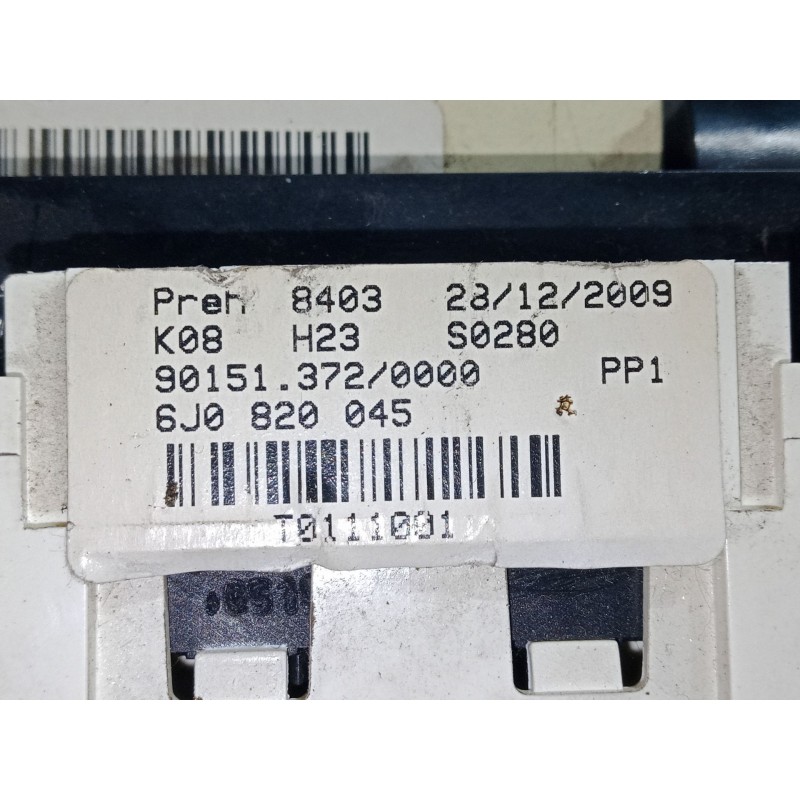 Preh 8403 28/12/2009
K08 H23 S0280
90151.372/0000 PP1
6J0 820 045
T0111001